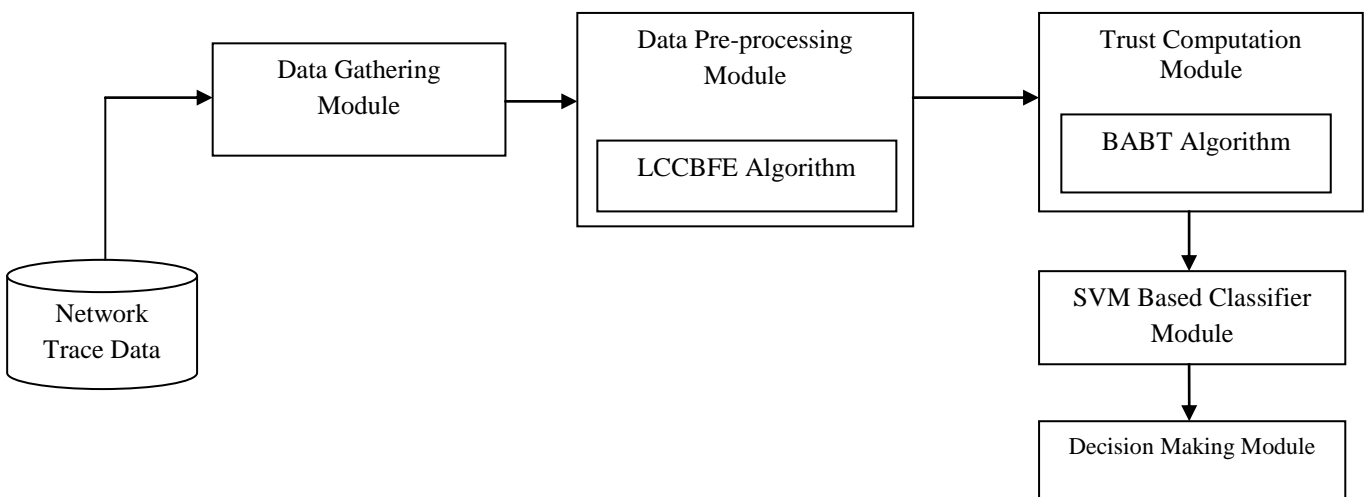 Data Gathering
Module
Data Pre-processing
Module
LCCBFE Algorithm
Trust Computation
Module
BABT Algorithm
Network
Trace Data
SVM Based Classifier
Module
Decision Making Module